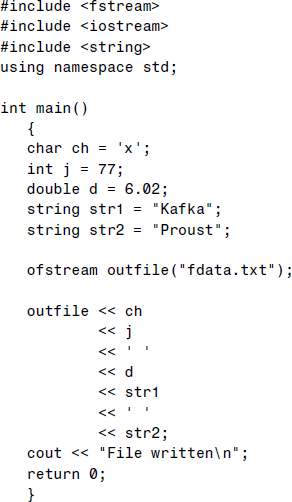 #include <fstream>
#include <iostream>
#include <string>
using namespace std;
int main()
{
char ch = 'x';
int j = 77;
double d = 6.02;
string str1 = "Kafka";
string str2 = "Proust";
ofstream outfile("fdata.txt");
outfile << ch
<< j
<< ' '
<< d
<< str1
<< ' '
<< str2;
cout << "File written\n";
return 0;
}